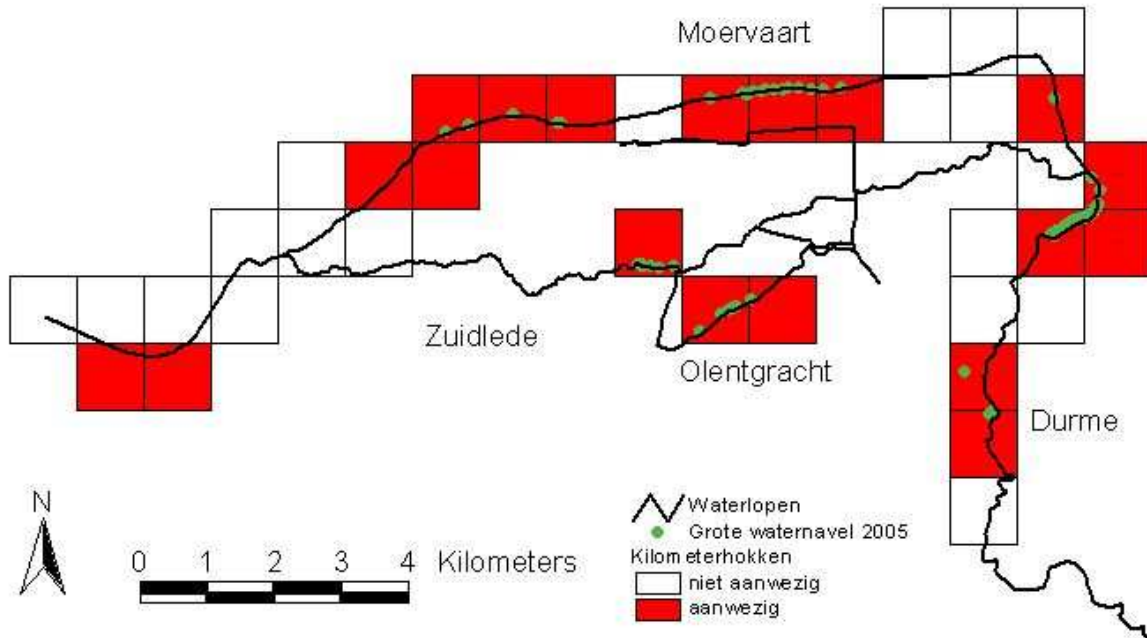 Moervaart
Zuidlede
Olentgracht
Durme
N
0 1 2 3 4 Kilometers
Waterlopen
Grote waternavel 2005
Kilometerhokken
niet aanwezig
aanwezig